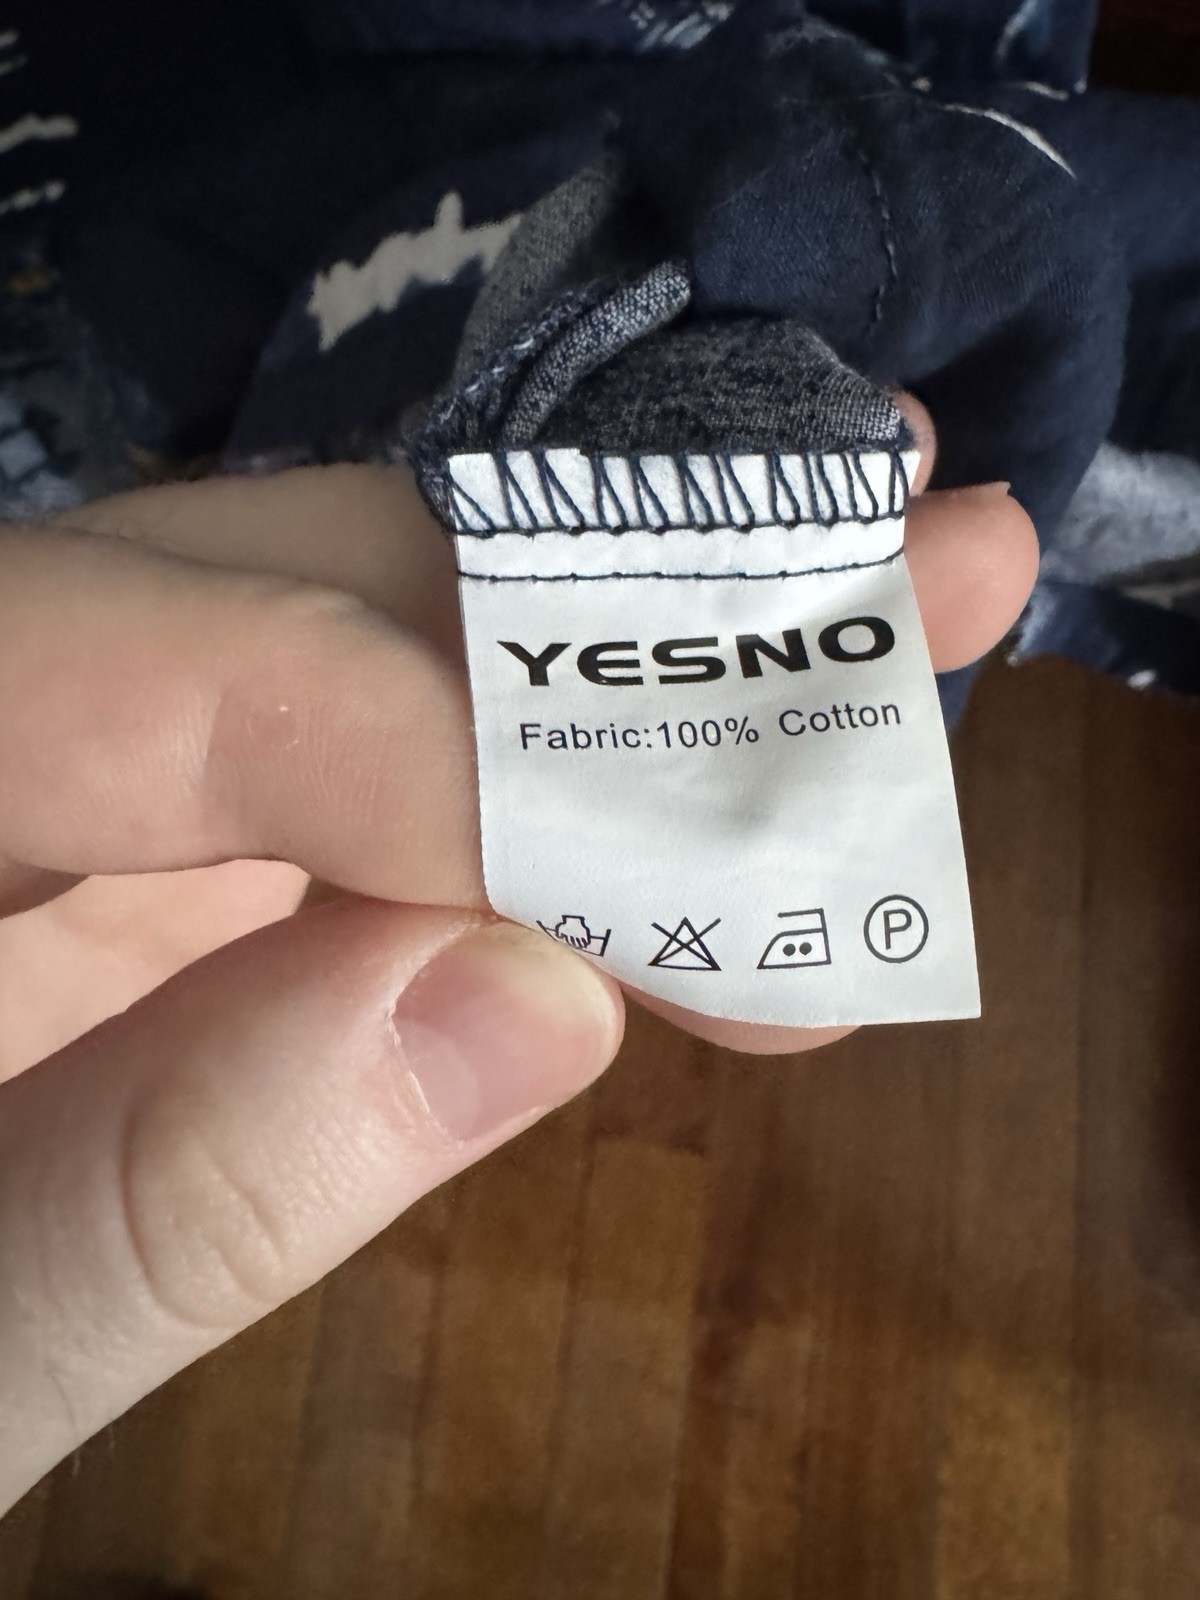 YESNO
Fabric:100% Cotton
P